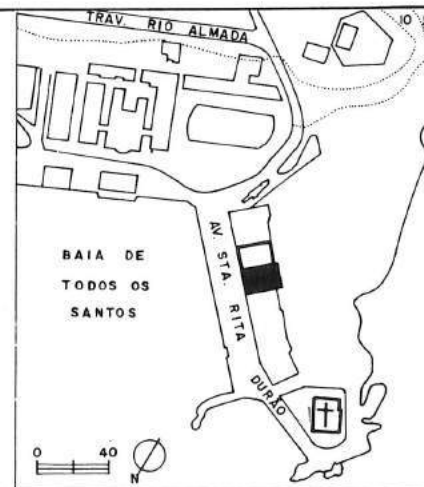 TRAV. RIO ALMADA
10
BAIA DE
TODOS OS
SANTOS
AV. STA. RITA
DURÃO
0 40
N